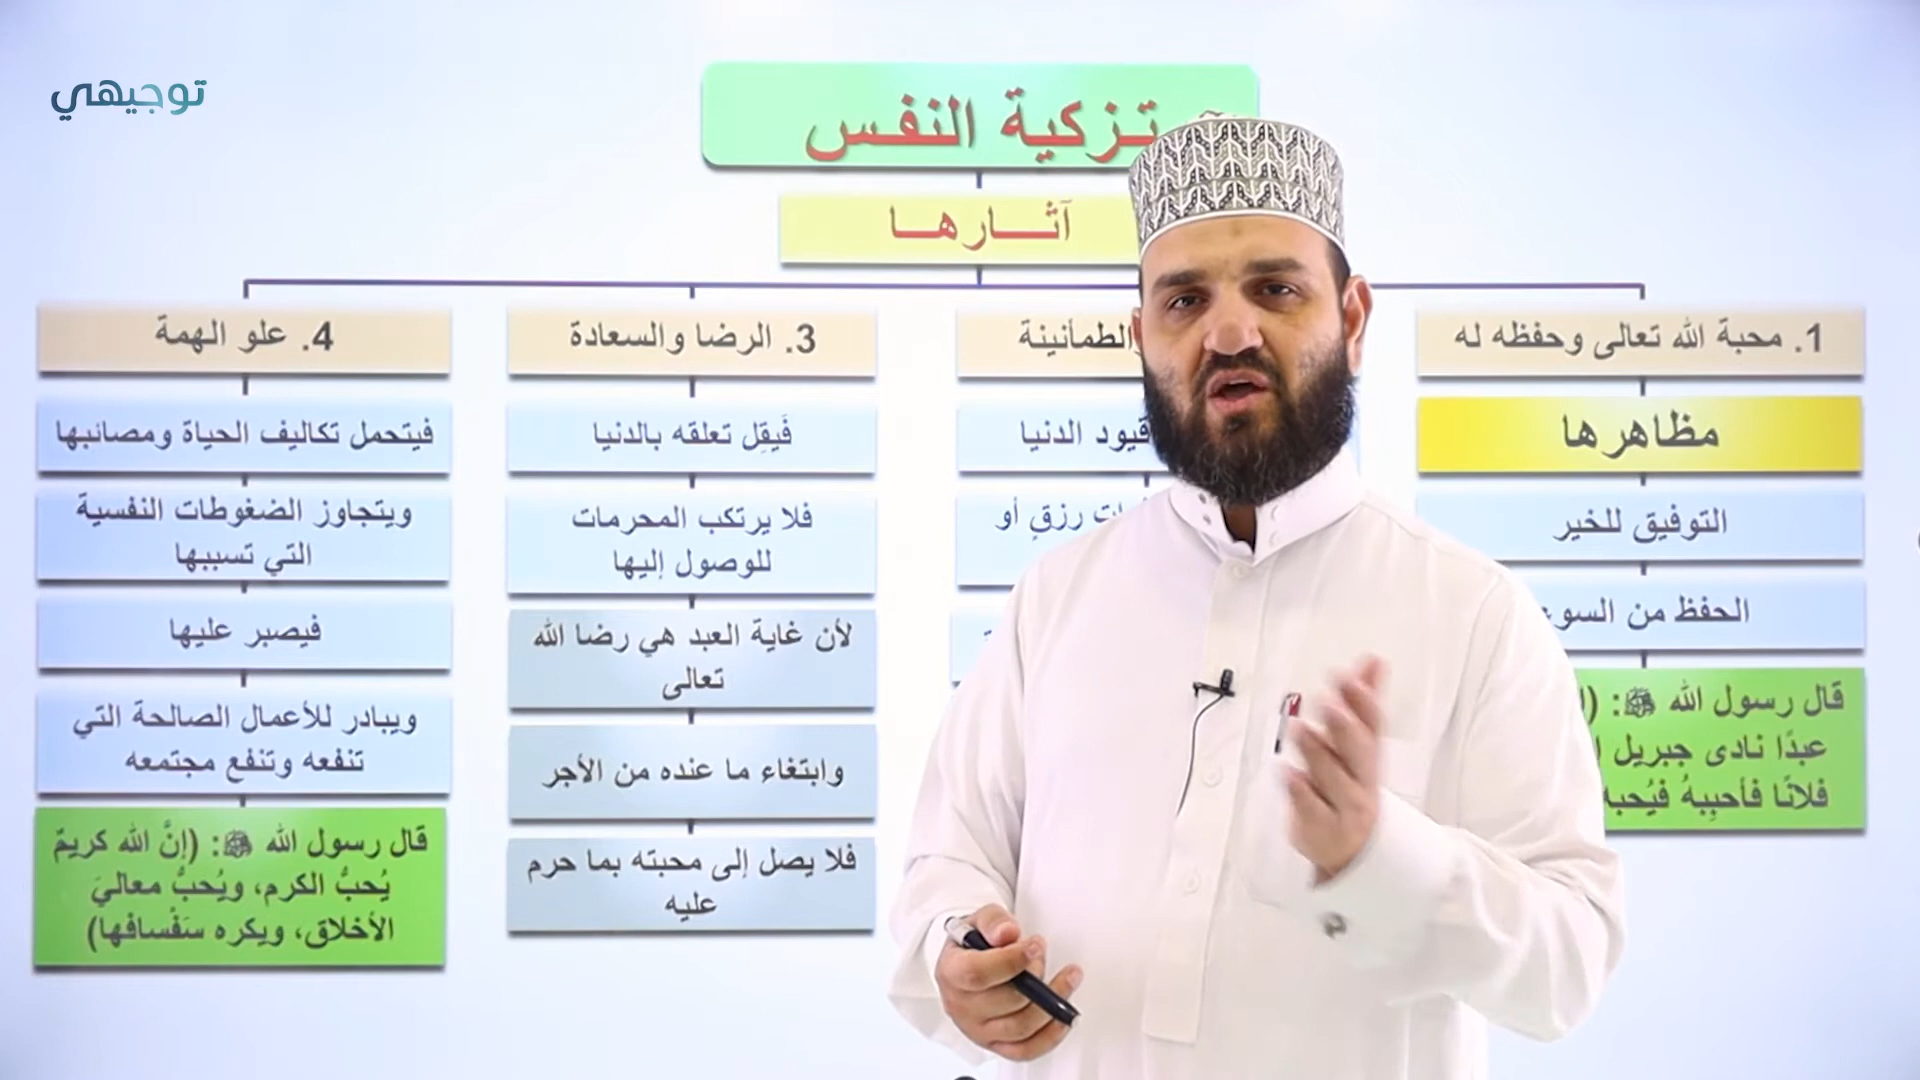 توجيهي
تزكية النفس
آثارها
1. محبة الله تعالى وحفظه له
مظاهرها
التوفيق للخير
الحفظ من السوء
قال رسول الله ﷺ: (
عبدًا نادى جبريل
فلانًا فأحبِبهُ فيُحبه
والطمأنينة
قيود الدنيا
رزقٍ أو
3. الرضا والسعادة
فَيقِل تعلقه بالدنيا
فلا يرتكب المحرمات
للوصول إليها
لأن غاية العبد هي رضا الله
تعالى
وابتغاء ما عنده من الأجر
فلا يصل إلى محبته بما حرم
عليه
4. علو الهمة
فيتحمل تكاليف الحياة ومصائبها
ويتجاوز الضغوطات النفسية
التي تسببها
فيصبر عليها
ويبادر للأعمال الصالحة التي
تنفعه وتنفع مجتمعه
قال رسول الله ﷺ: (إنَّ الله كريمٌ
يُحبُّ الكرم، ويُحبُّ معاليَ
الأخلاق، ويكره سَفْسافها)